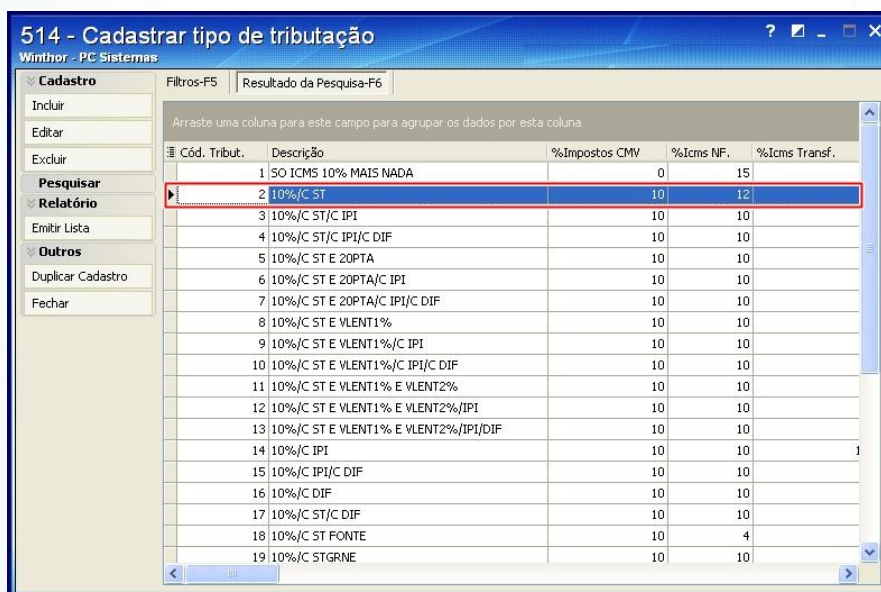 514 - Cadastrar tipo de tributação
Winthor - PC Sistemas
Cadastro
Incluir
Editar
Excluir
Pesquisar
Relatório
Emitir Lista
Outros
Duplicar Cadastro
Fechar
Filtros-F5 Resultado da Pesquisa-F6
Arraste uma coluna para este campo para agrupar os dados por esta coluna
Cód. Tribut. Descrição %Impostos CMV %Icms NF. %Icms Transf.
1 SO ICMS 10% MAIS NADA 0 15
2 10%/C ST 10 12
3 10%/C ST/C IPI 10 10
4 10%/C ST/C IPI/C DIF 10 10
5 10%/C ST E 20PTA 10 10
6 10%/C ST E 20PTA/C IPI 10 10
7 10%/C ST E 20PTA/C IPI/C DIF 10 10
8 10%/C ST E VLENT1% 10 10
9 10%/C ST E VLENT1%/C IPI 10 10
10 10%/C ST E VLENT1%/C IPI/C DIF 10 10
11 10%/C ST E VLENT1% E VLENT2% 10 10
12 10%/C ST E VLENT1% E VLENT2%/IPI 10 10
13 10%/C ST E VLENT1% E VLENT2%/IPI/DIF 10 10
14 10%/C IPI 10 10 1
15 10%/C IPI/C DIF 10 10
16 10%/C DIF 10 10
17 10%/C ST/C DIF 10 10
18 10%/C ST FONTE 10 4
19 10%/C STGRNE 10 10